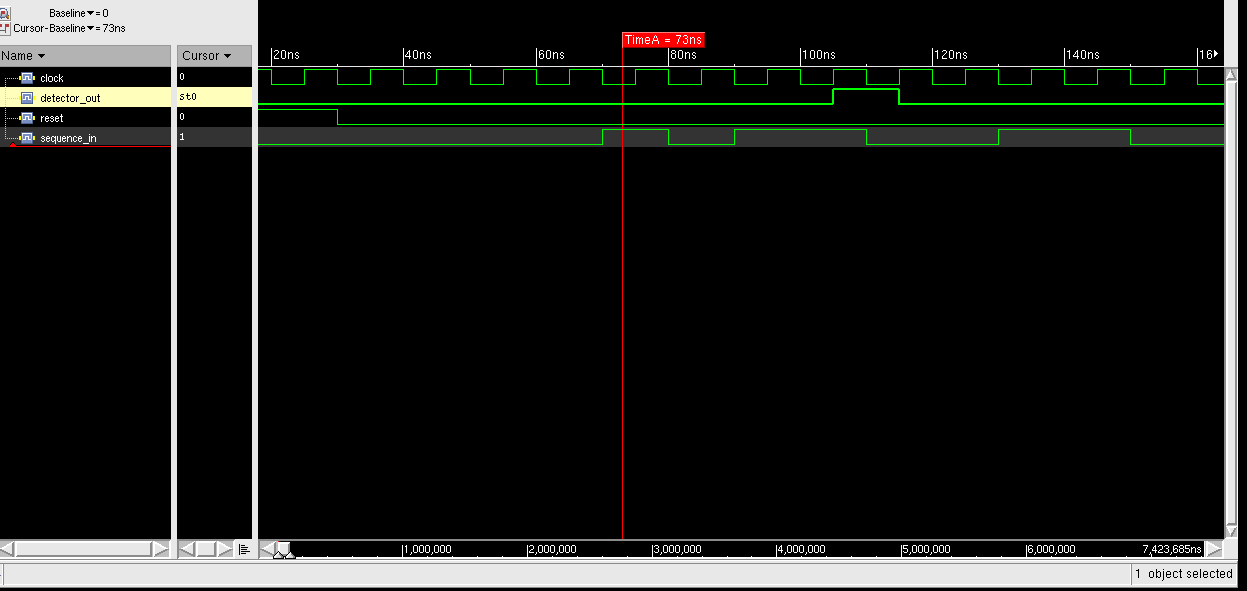 Baseline▼= 0
Cursor-Baseline▼= 73ns
TimeA = 73ns
Name▼ Cursor▼ |20ns |40ns |60ns |80ns |100ns |120ns |140ns |16
clock 0
detector_out st0
reset 0
sequence_in 1
|1,000,000 |2,000,000 |3,000,000 |4,000,000 |5,000,000 |6,000,000 7,423,685ns
1 object selected